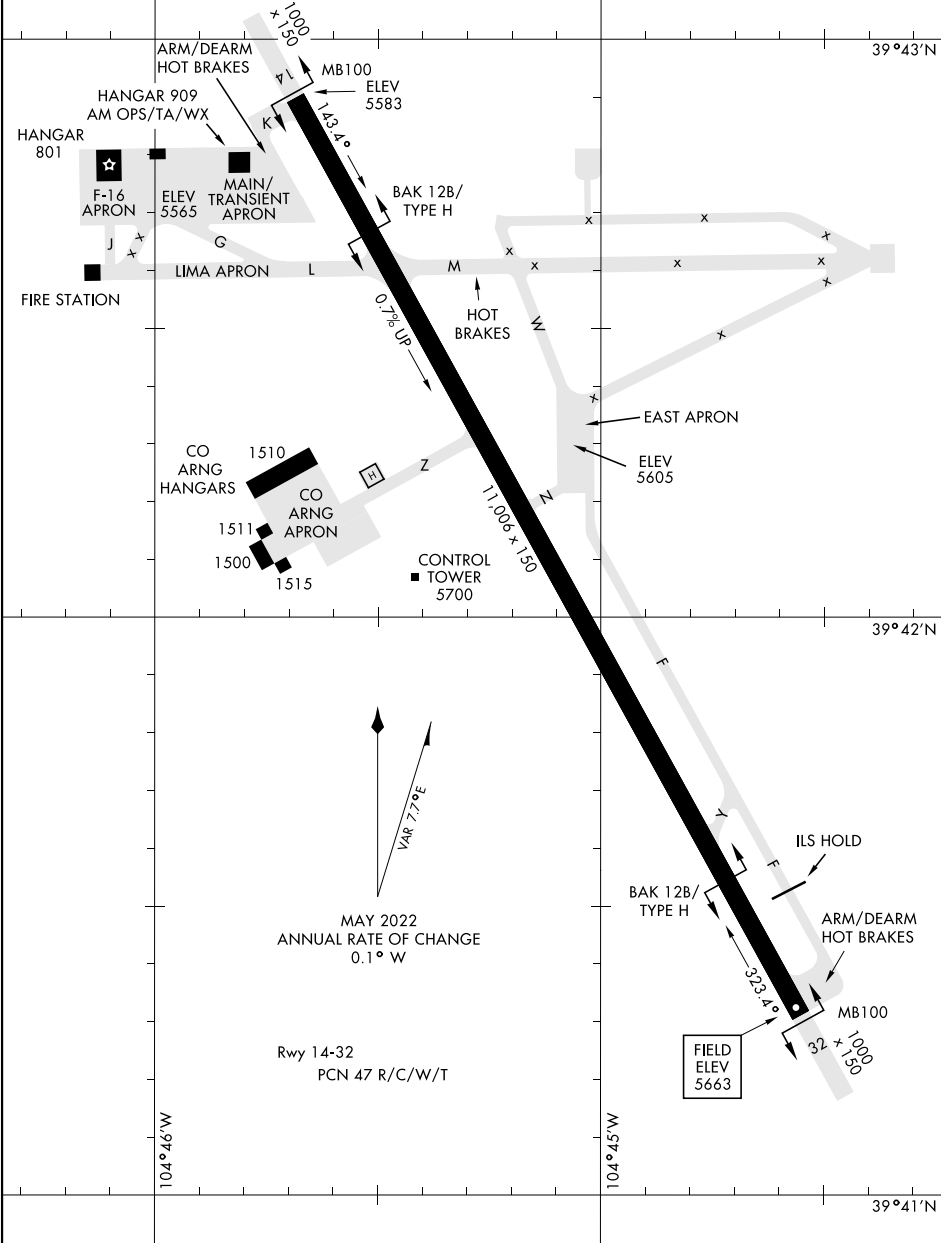 1000
× 150
39°43'N
ARM/DEARM
HOT BRAKES
14
MB100
ELEV
5583
HANGAR 909
AM OPS/TA/WX
K
143.4°
HANGAR
801
F-16
APRON
ELEV
5565
MAIN/
TRANSIENT
APRON
BAK 12B/
TYPE H
J
G
x
x
x
x
x
x
x
x
x
x
x
x
LIMA APRON
L
M
FIRE STATION
0.7% UP
HOT
BRAKES
W
EAST APRON
ELEV
5605
CO
ARNG
HANGARS
1510
H
Z
CO
ARNG
APRON
N
11,006 x 150
1511
1500
1515
CONTROL
TOWER
5700
39°42'N
F
VAR 7.7°E
Y
F
ILS HOLD
BAK 12B/
TYPE H
MAY 2022
ANNUAL RATE OF CHANGE
0.1° W
ARM/DEARM
HOT BRAKES
323.4°
MB100
32
1000
× 150
FIELD
ELEV
5663
Rwy 14-32
PCN 47 R/C/W/T
104°46'W
104°45'W
39°41'N